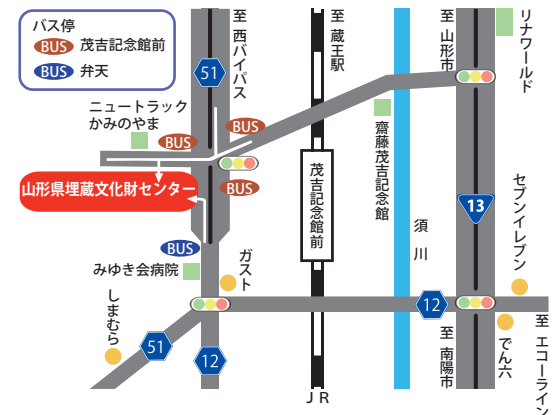 バス停
BUS 茂吉記念館前
BUS 弁天
至 西バイパス
至 蔵王駅
至 山形市
リナワールド
51
ニュートラック
かみのやま
BUS
BUS
BUS
山形県埋蔵文化財センター
茂吉記念館前
齋藤茂吉記念館
須川
13
セブンイレブン
BUS
みゆき会病院
ガスト
しまむら
51
12
12
至 南陽市
でん六
至 エコーライン
JR